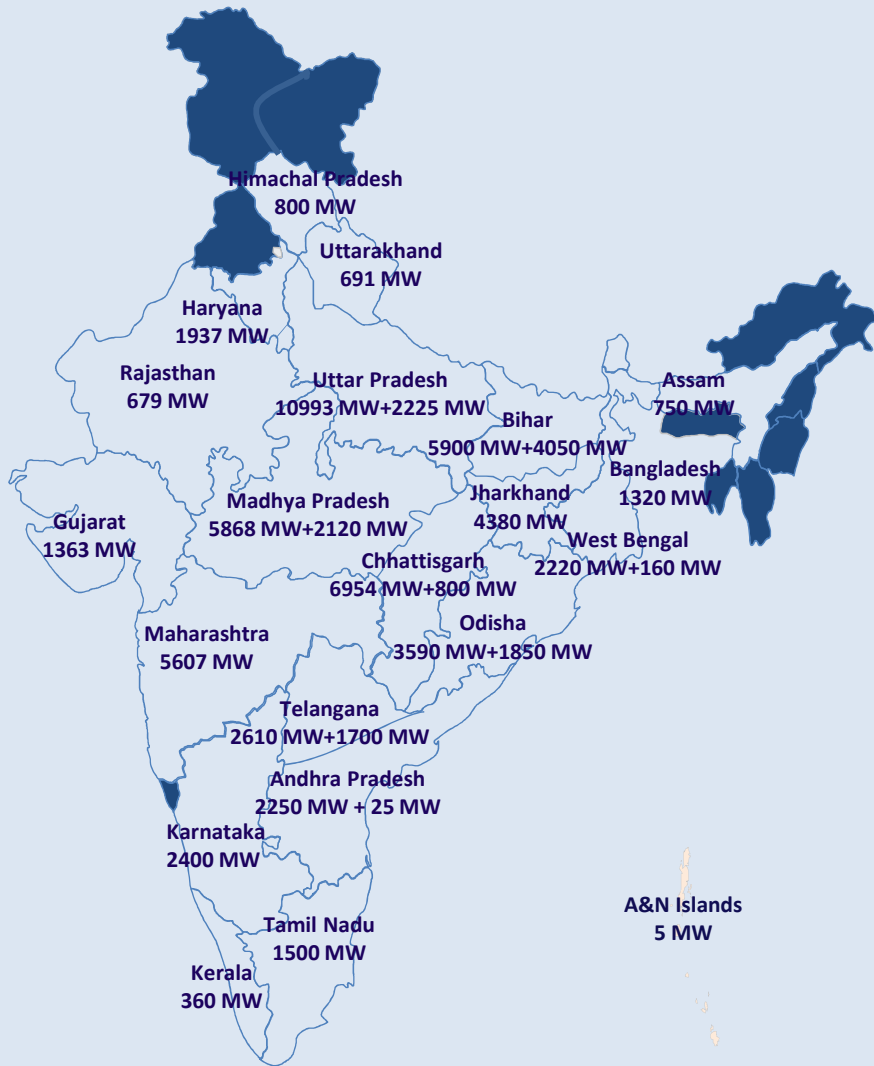 Himachal Pradesh
800 MW
Uttarakhand
691 MW
Haryana
1937 MW
Rajasthan
679 MW
Uttar Pradesh
10993 MW+2225 MW
Assam
750 MW
Bihar
5900 MW+4050 MW
Bangladesh
1320 MW
Jharkhand
4380 MW
Madhya Pradesh
5868 MW+2120 MW
Gujarat
1363 MW
West Bengal
2220 MW+160 MW
Chhattisgarh
6954 MW+800 MW
Odisha
3590 MW+1850 MW
Maharashtra
5607 MW
Telangana
2610 MW+1700 MW
Andhra Pradesh
2250 MW + 25 MW
Karnataka
2400 MW
A&N Islands
5 MW
Tamil Nadu
1500 MW
Kerala
360 MW